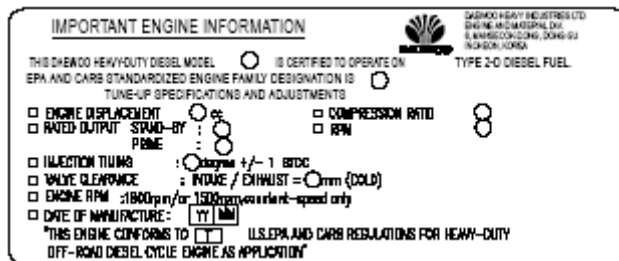 IMPORTANT ENGINE INFORMATION
DAEWOO HEAVY INDUSTRIES LTD
ENGINE AND MATERIAL DIV.
INCHEON, KOREA
THIS DAEWOO HEAVY-DUTY DIESEL MODEL IS CERTIFIED TO OPERATE ON TYPE 2-D DIESEL FUEL.
EPA AND CARB STANDARDIZED ENGINE FAMILY DESIGNATION IS
TUNE-UP SPECIFICATIONS AND ADJUSTMENTS
ENGINE DISPLACEMENT cc COMPRESSION RATIO
RATED OUTPUT STAND-BY : RPM
PRIME :
INJECTION TIMING : degree +/- 1 BTDC
VALVE CLEARANCE : INTAKE / EXHAUST = mm (COLD)
ENGINE RPM :1800rpm/or 1500rpm,constant-speed only
DATE OF MANUFACTURE: YY MM
"THIS ENGINE CONFORMS TO Y U.S.EPA AND CARB REGULATIONS FOR HEAVY-DUTY
OFF-ROAD DIESEL CYCLE ENGINE AS APPLICATION"